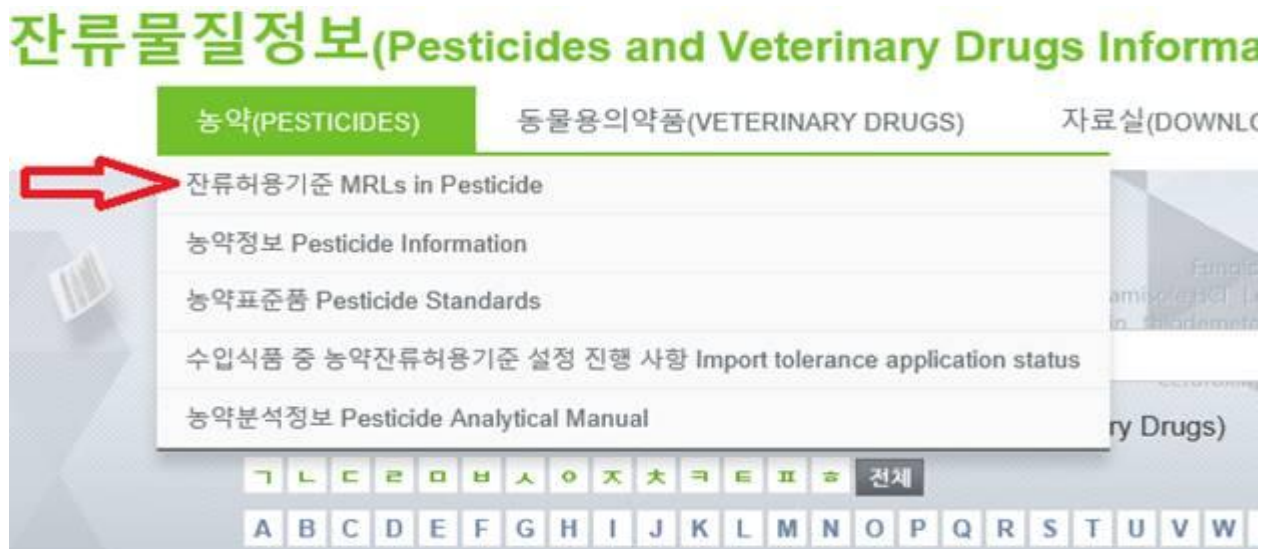 잔류물질정보(Pesticides and Veterinary Drugs Informa
농약(PESTICIDES) 동물용의약품(VETERINARY DRUGS) 자료실(DOWNLO
잔류허용기준 MRLs in Pesticide
농약정보 Pesticide Information
농약표준품 Pesticide Standards
수입식품 중 농약잔류허용기준 설정 진행 사항 Import tolerance application status
농약분석정보 Pesticide Analytical Manual
ry Drugs)
ㄱ ㄴ ㄷ ㄹ ㅁ ㅂ ㅅ ㅇ ㅈ ㅊ ㅋ ㅌ ㅍ ㅎ 전체
A B C D E F G H I J K L M N O P Q R S T U V W